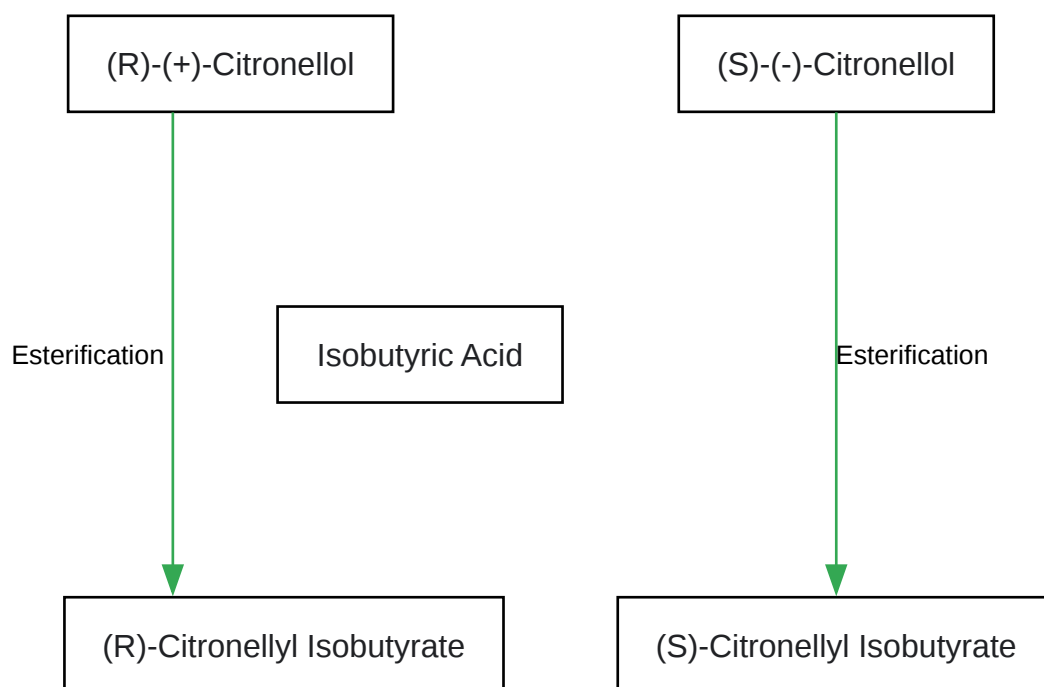 (R)-(+)-Citronellol
(S)-(-)-Citronellol
Esterification
Isobutyric Acid
Esterification
(R)-Citronellyl Isobutyrate
(S)-Citronellyl Isobutyrate